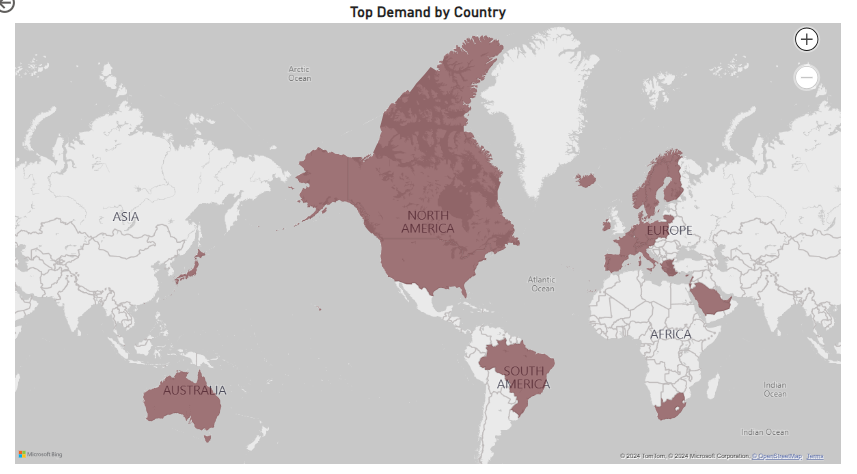 Top Demand by Country
Arctic
Ocean
ASIA
NORTH
AMERICA
EUROPE
Atlantic
Ocean
AFRICA
SOUTH
AMERICA
AUSTRALIA
Indian
Ocean
Indian Ocean
Microsoft Bing
© 2024 TomTom, © 2024 Microsoft Corporation, © OpenStreetMap Terms